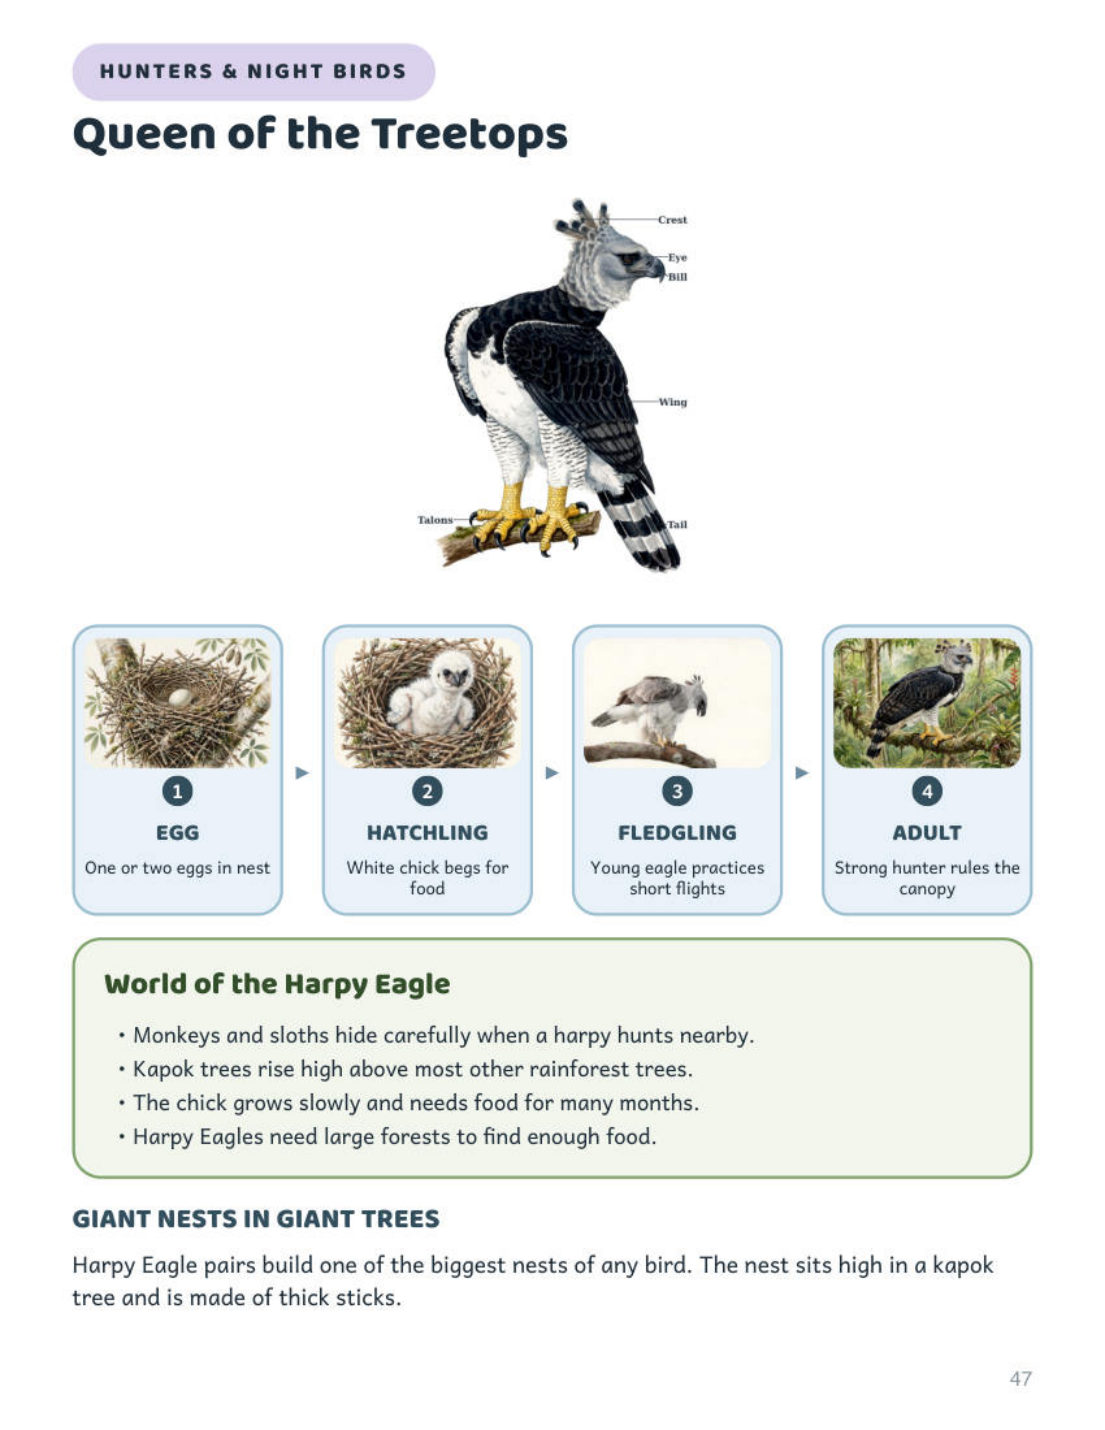 HUNTERS & NIGHT BIRDS
Queen of the Treetops
Crest
Eye
Bill
Wing
Talons
Tail
1
EGG
One or two eggs in nest
2
HATCHLING
White chick begs for
food
3
FLEDGLING
Young eagle practices
short flights
4
ADULT
Strong hunter rules the
canopy
World of the Harpy Eagle
• Monkeys and sloths hide carefully when a harpy hunts nearby.
• Kapok trees rise high above most other rainforest trees.
• The chick grows slowly and needs food for many months.
• Harpy Eagles need large forests to find enough food.
GIANT NESTS IN GIANT TREES
Harpy Eagle pairs build one of the biggest nests of any bird. The nest sits high in a kapok
tree and is made of thick sticks.
47